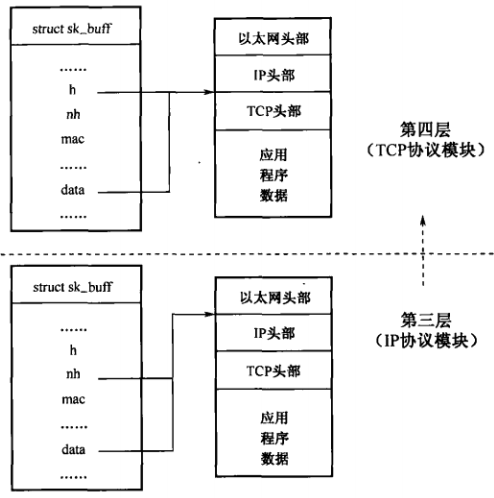 struct sk_buff
……
h
nh
mac
……
data
……
以太网头部
IP头部
TCP头部
应用
程序
数据
第四层
（TCP协议模块）
struct sk_buff
……
h
nh
mac
……
data
……
以太网头部
IP头部
TCP头部
应用
程序
数据
第三层
（IP协议模块）